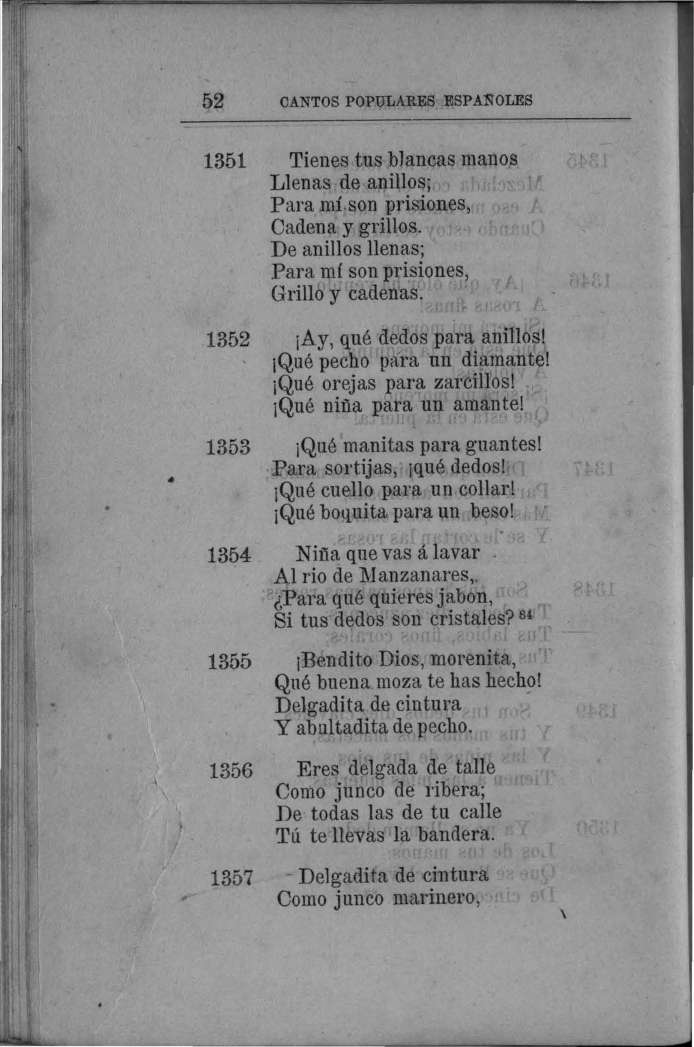 52 CANTOS POPULARES ESPAÑOLES
1351 Tienes tus blancas manos
Llenas de anillos;
Para mí son prisiones,
Cadena y grillos.
De anillos llenas;
Para mí son prisiones,
Grillo y cadenas.
1352 ¡Ay, qué dedos para anillos!
¡Qué pecho para un diamante!
¡Qué orejas para zarcillos!
¡Qué niña para un amante!
1353 ¡Qué manitas para guantes!
Para sortijas, ¡qué dedos!
¡Qué cuello para un collar!
¡Qué boquita para un beso!
1354 Niña que vas á lavar
Al rio de Manzanares,
¿Para qué quieres jabon,
Si tus dedos son cristales? 84
1355 ¡Bendito Dios, morenita,
Qué buena moza te has hecho!
Delgadita de cintura
Y abultadita de pecho.
1356 Eres delgada de talle
Como junco de ribera;
De todas las de tu calle
Tú te llevas la bandera.
1357 Delgadita de cintura
Como junco marinero,